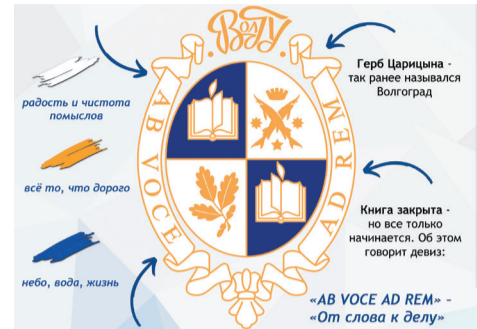 ВолГУ
AB VOCE
AD REM
радость и чистота
помыслов
всё то, что дорого
небо, вода, жизнь
Герб Царицына -
так ранее назывался
Волгоград
Книга закрыта -
но все только
начинается. Об этом
говорит девиз:
«AB VOCE AD REM» –
«От слова к делу»